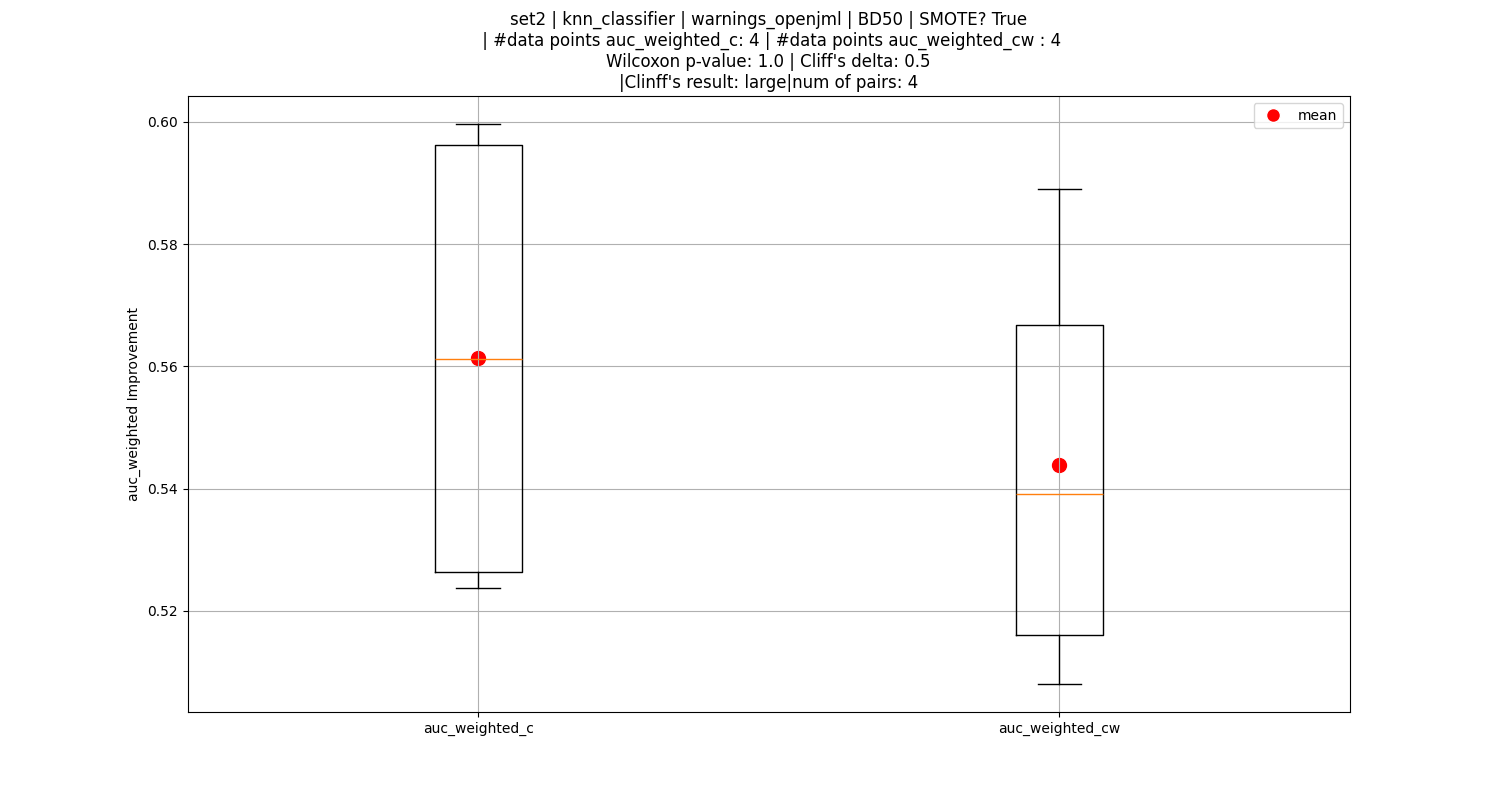 set2 | knn_classifier | warnings_openjml | BD50 | SMOTE? True
| #data points auc_weighted_c: 4 | #data points auc_weighted_cw : 4
Wilcoxon p-value: 1.0 | Cliff's delta: 0.5
|Clinff's result: large|num of pairs: 4
mean
0.60
0.58
0.56
0.54
0.52
auc_weighted Improvement
auc_weighted_c
auc_weighted_cw